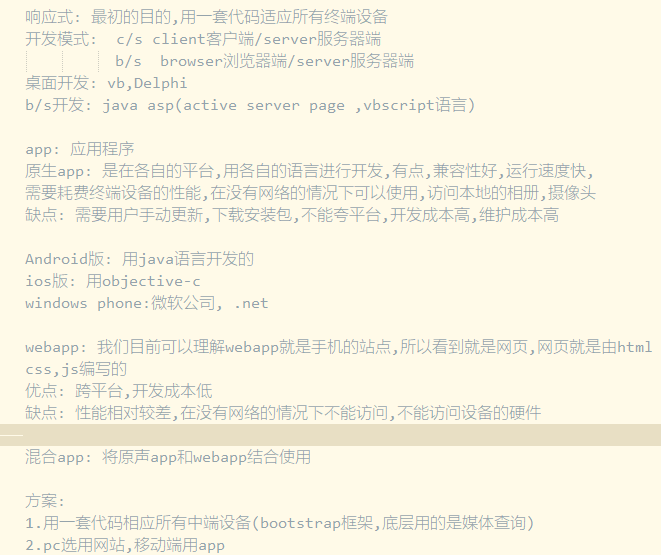 响应式: 最初的目的,用一套代码适应所有终端设备
开发模式:  c/s client客户端/server服务器端
b/s  browser浏览器端/server服务器端
桌面开发: vb,Delphi
b/s开发: java asp(active server page ,vbscript语言)
app: 应用程序
原生app: 是在各自的平台,用各自的语言进行开发,有点,兼容性好,运行速度快,
需要耗费终端设备的性能,在没有网络的情况下可以使用,访问本地的相册,摄像头
缺点: 需要用户手动更新,下载安装包,不能夸平台,开发成本高,维护成本高
Android版: 用java语言开发的
ios版: 用objective-c
windows phone:微软公司, .net
webapp: 我们目前可以理解webapp就是手机的站点,所以看到就是网页,网页就是由html
css,js编写的
优点: 跨平台,开发成本低
缺点: 性能相对较差,在没有网络的情况下不能访问,不能访问设备的硬件
混合app: 将原声app和webapp结合使用
方案:
1.用一套代码相应所有中端设备(bootstrap框架,底层用的是媒体查询)
2.pc选用网站,移动端用app